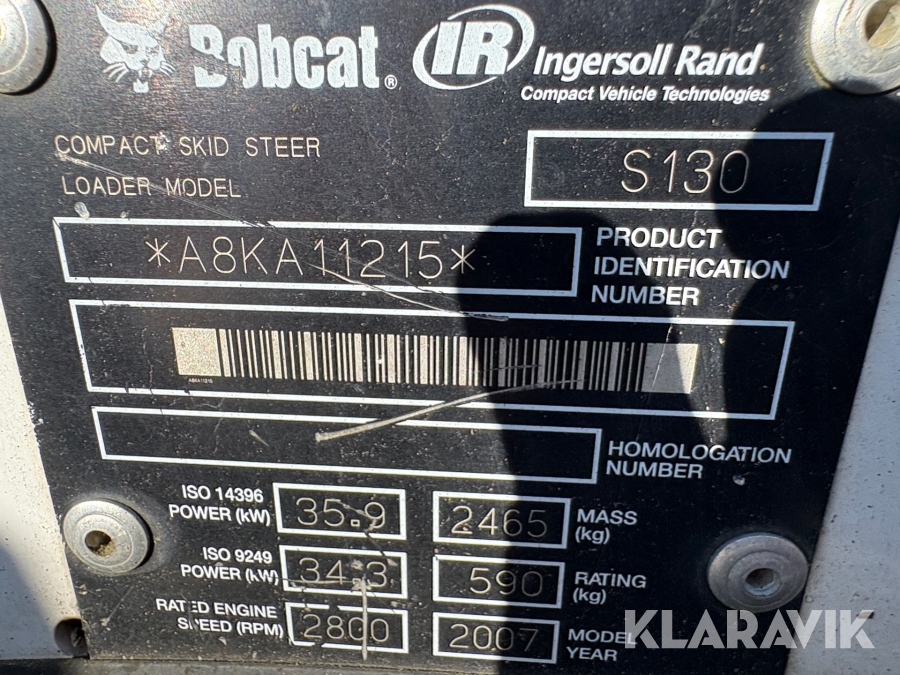 Bobcat® IR Ingersoll Rand
Compact Vehicle Technologies
COMPACT SKID STEER
LOADER MODEL
S130
*A8KA11215*
PRODUCT
IDENTIFICATION
NUMBER
A8KA11215
HOMOLOGATION
NUMBER
ISO 14396
POWER (kW)
35.9
2465
MASS
(kg)
ISO 9249
POWER (kW)
34.3
590
RATING
(kg)
RATED ENGINE
SPEED (RPM)
2800
2007
MODEL
YEAR
KLARAVIK